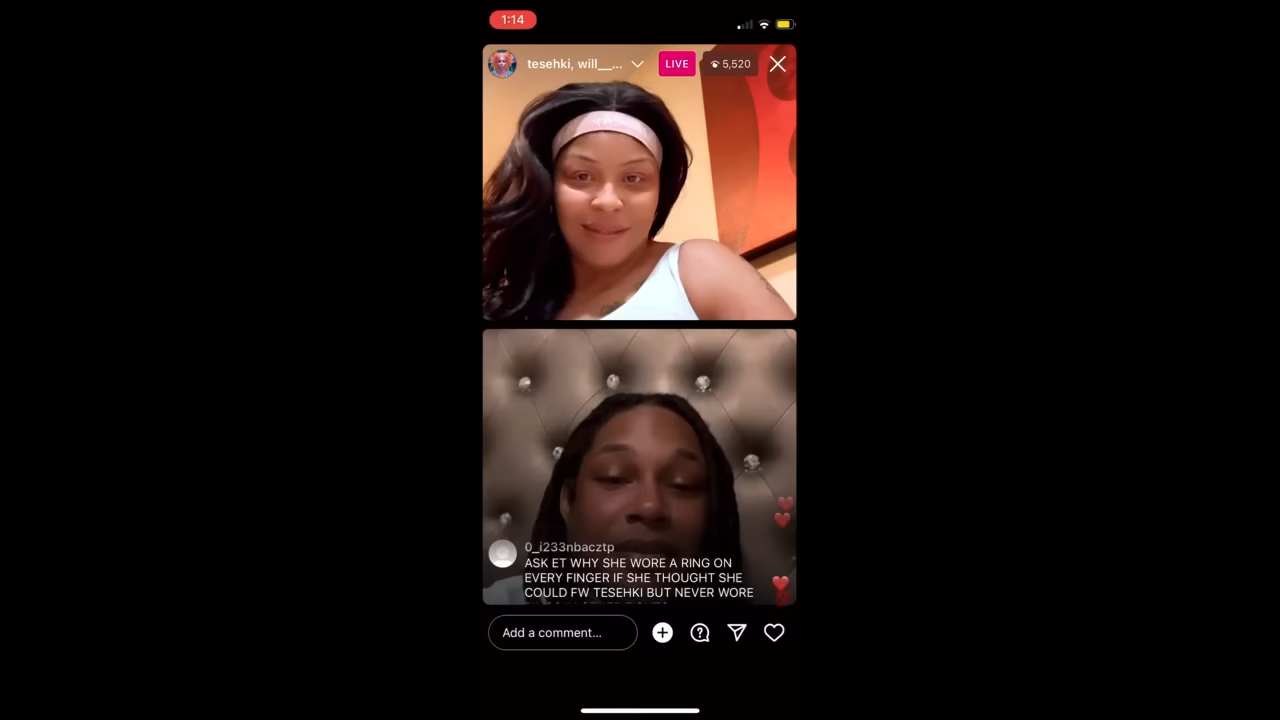 1:14
tesehki, will__...
LIVE
5,520
0_i233nbacztp
ASK ET WHY SHE WORE A RING ON
EVERY FINGER IF SHE THOUGHT SHE
COULD FW TESEHKI BUT NEVER WORE
Add a comment...